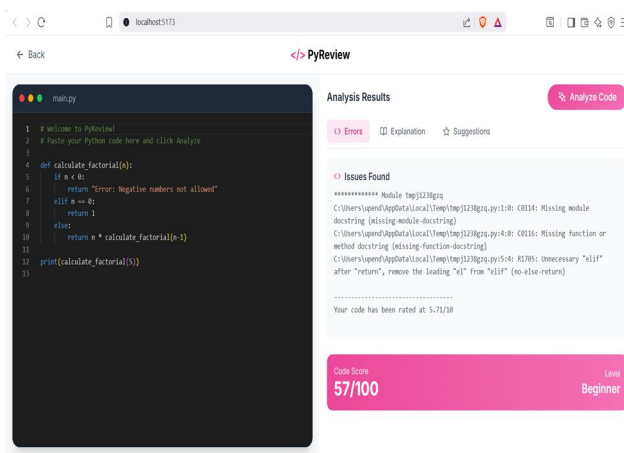 localhost:5173
← Back
</> PyReview
main.py
1 # Welcome to PyReview!
2 # Paste your Python code here and click Analyze
3
4 def calculate_factorial(n):
5     if n < 0:
6         return "Error: Negative numbers not allowed"
7     elif n == 0:
8         return 1
9     else:
10         return n * calculate_factorial(n-1)
11
12 print(calculate_factorial(5))
13
Analysis Results
Analyze Code
<> Errors
Explanation
Suggestions
<> Issues Found
************* Module tmpj1238gzq
C:\Users\upend\AppData\Local\Temp\tmpj1238gzq.py:1:0: C0114: Missing module
docstring (missing-module-docstring)
C:\Users\upend\AppData\Local\Temp\tmpj1238gzq.py:4:0: C0116: Missing function or
method docstring (missing-function-docstring)
C:\Users\upend\AppData\Local\Temp\tmpj1238gzq.py:5:4: R1705: Unnecessary "elif"
after "return", remove the leading "el" from "elif" (no-else-return)
-----------------------------------
Your code has been rated at 5.71/10
Code Score
57/100
Level
Beginner